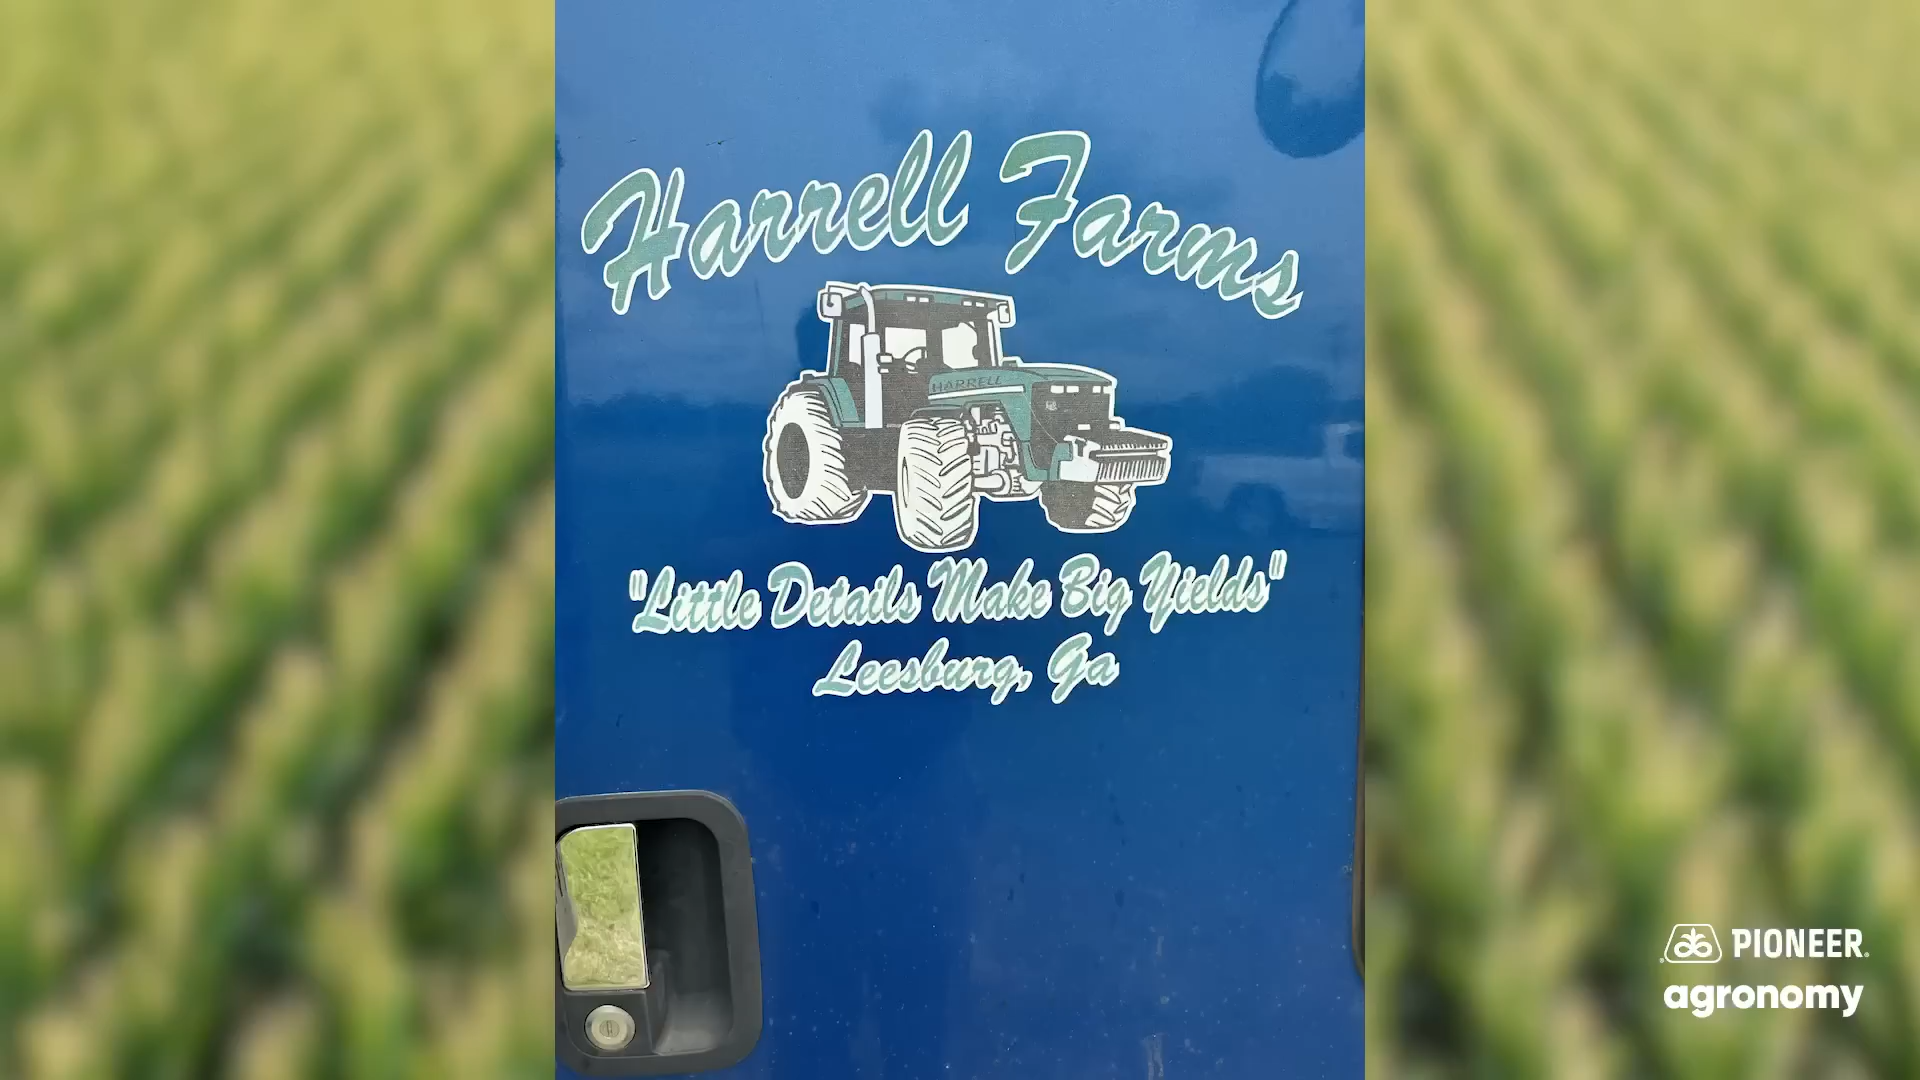 Harrell Farms
HARRELL
"Little Details Make Big Yields"
Leesburg, Ga
PIONEER
agronomy